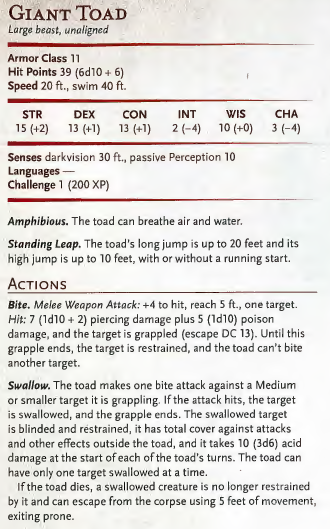 GIANT TOAD
Large beast, unaligned
Armor Class 11
Hit Points 39 (6d10 + 6)
Speed 20 ft., swim 40 ft.
STR DEX CON INT WIS CHA
15 (+2) 13 (+1) 13 (+1) 2 (−4) 10 (+0) 3 (−4)
Senses darkvision 30 ft., passive Perception 10
Languages —
Challenge 1 (200 XP)
Amphibious. The toad can breathe air and water.
Standing Leap. The toad's long jump is up to 20 feet and its
high jump is up to 10 feet, with or without a running start.
ACTIONS
Bite. Melee Weapon Attack: +4 to hit, reach 5 ft., one target.
Hit: 7 (1d10 + 2) piercing damage plus 5 (1d10) poison
damage, and the target is grappled (escape DC 13). Until this
grapple ends, the target is restrained, and the toad can't bite
another target.
Swallow. The toad makes one bite attack against a Medium
or smaller target it is grappling. If the attack hits, the target
is swallowed, and the grapple ends. The swallowed target
is blinded and restrained, it has total cover against attacks
and other effects outside the toad, and it takes 10 (3d6) acid
damage at the start of each of the toad's turns. The toad can
have only one target swallowed at a time.
If the toad dies, a swallowed creature is no longer restrained
by it and can escape from the corpse using 5 feet of movement,
exiting prone.